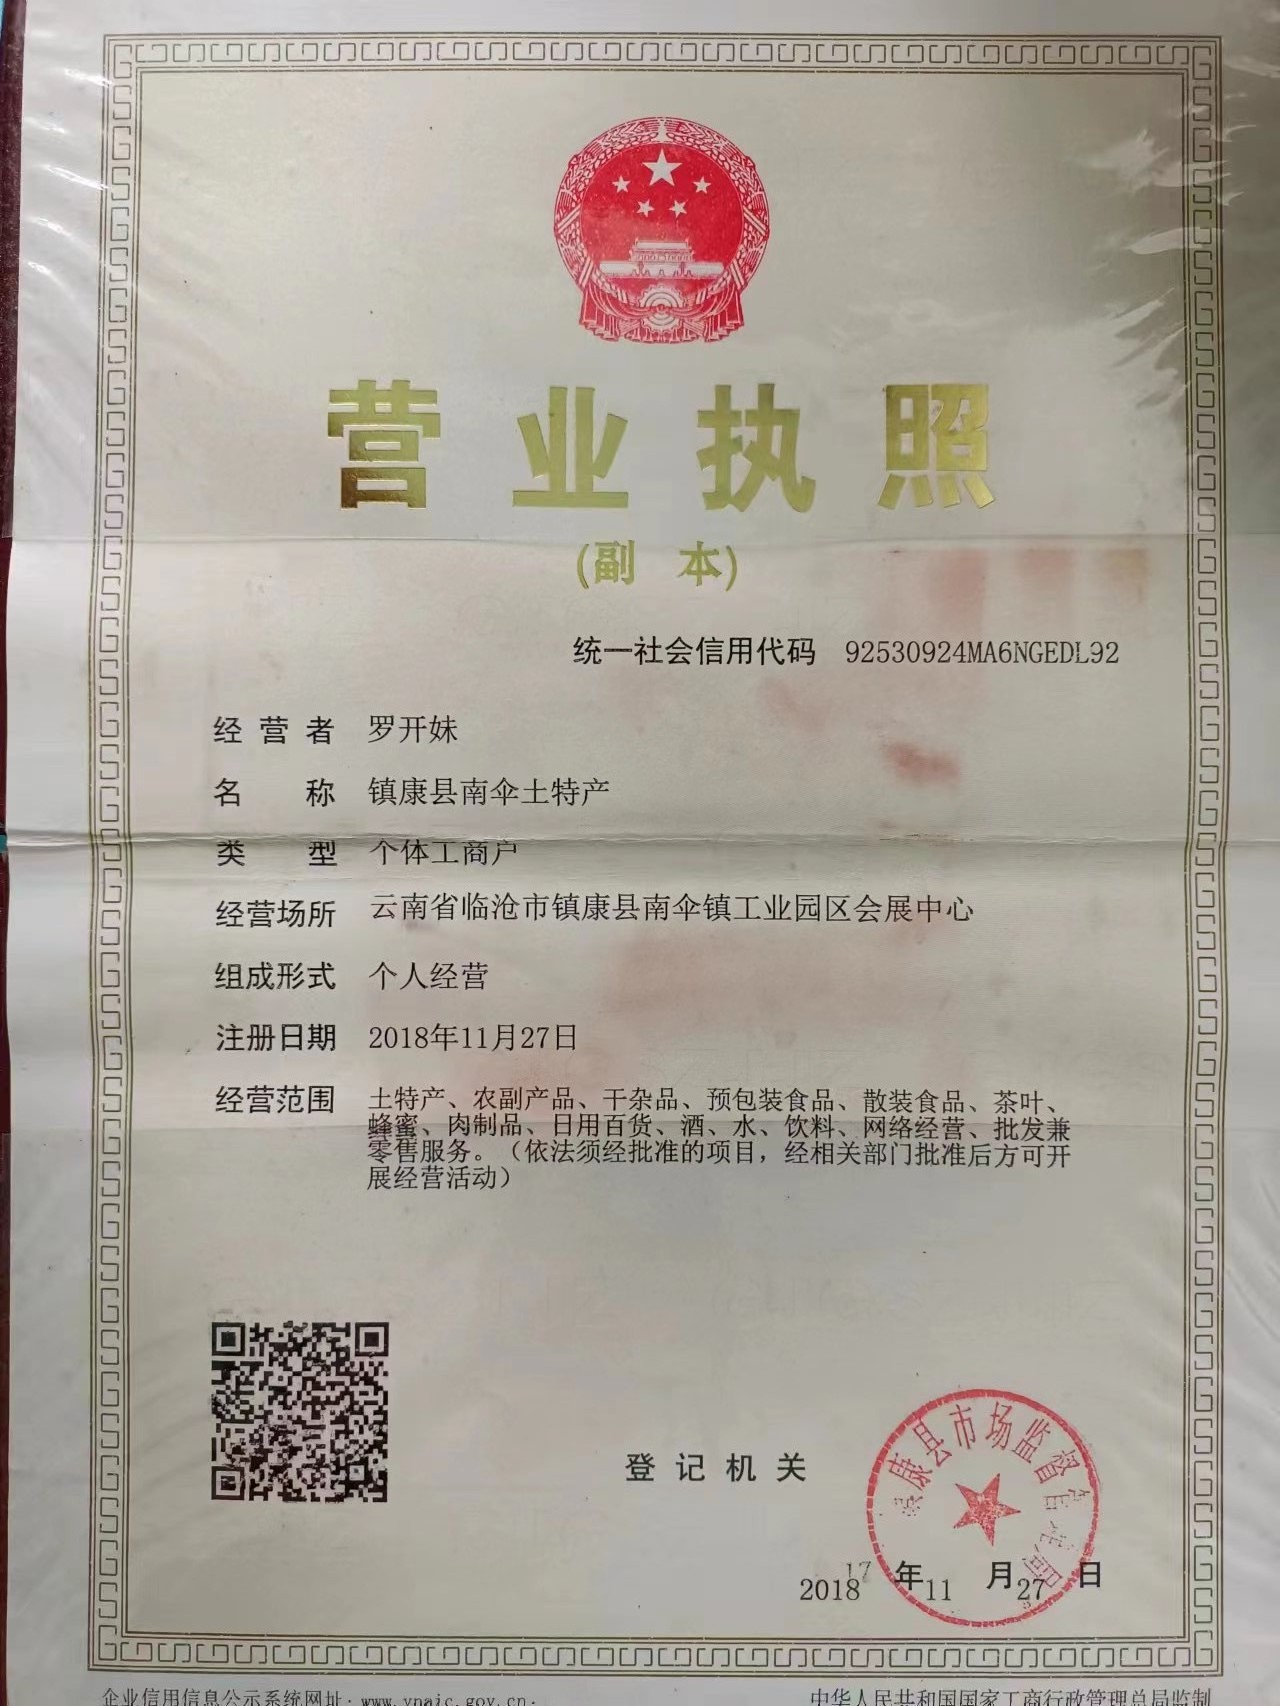 营业执照
(副 本)
统一社会信用代码 92530924MA6NGEDL92
经营者 罗开妹
名称 镇康县南伞土特产
类型 个体工商户
经营场所 云南省临沧市镇康县南伞镇工业园区会展中心
组成形式 个人经营
注册日期 2018年11月27日
经营范围 土特产、农副产品、干杂品、预包装食品、散装食品、茶叶、
蜂蜜、肉制品、日用百货、酒、水、饮料、网络经营、批发兼
零售服务。（依法须经批准的项目，经相关部门批准后方可开
展经营活动）
登记机关
镇康县市场监督管理局
2018年11月27日
企业信用信息公示系统网址：www.ynaic.gov.cn.
中华人民共和国国家工商行政管理总局监制